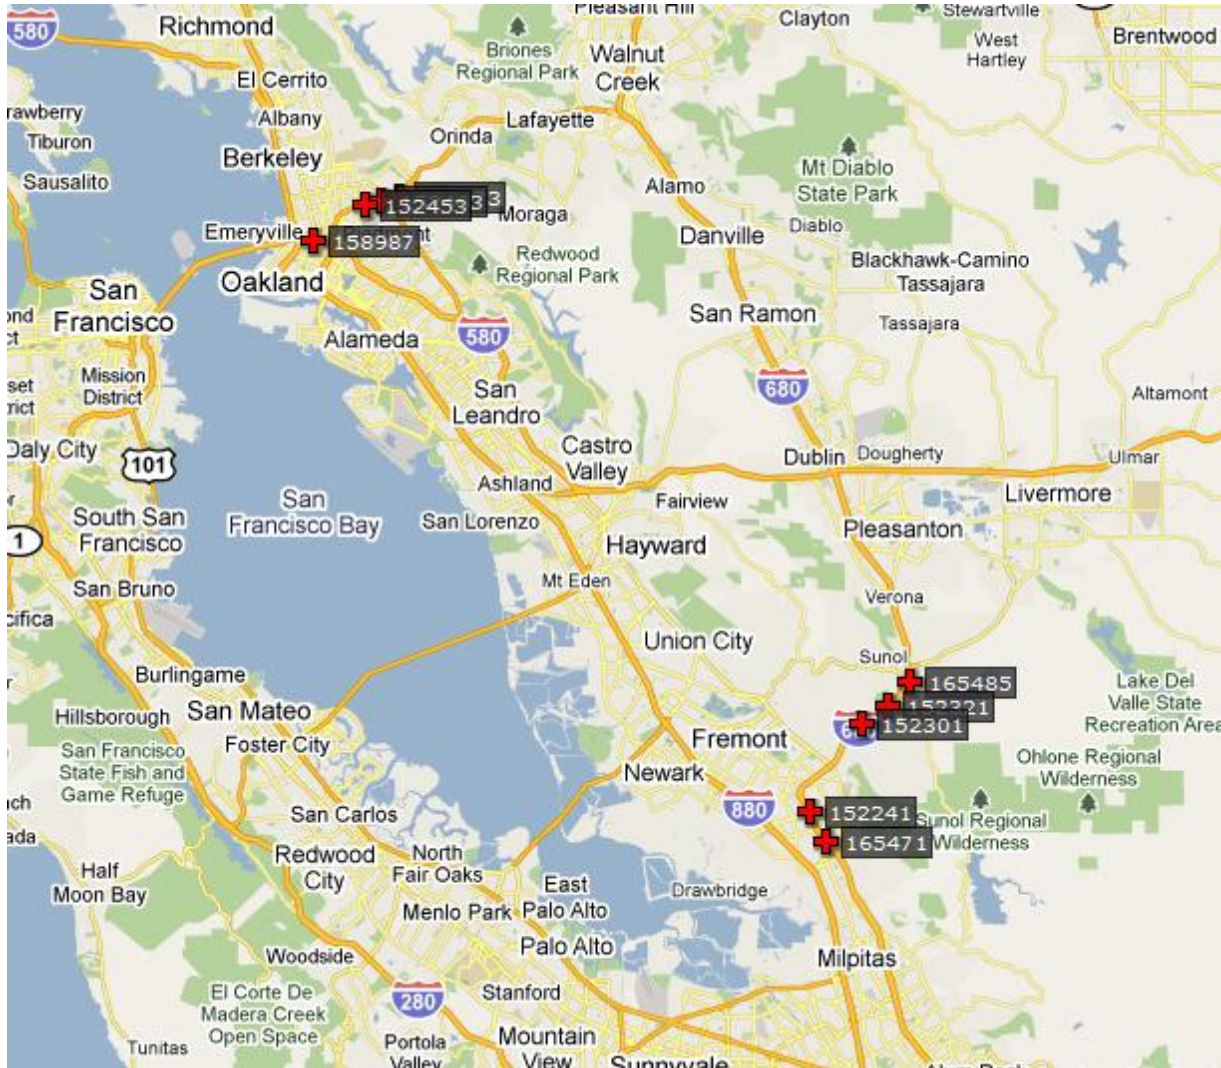 Pleasant Hill
580
Richmond
Clayton
Stewartville
Brentwood
West
Hartley
Briones
Regional Park
Walnut
Creek
El Cerrito
rawberry
Albany
Lafayette
Tiburon
Orinda
Berkeley
Mt Diablo
State Park
Sausalito
Alamo
152453
3 3
Moraga
Diablo
Emeryville
158987
Danville
Redwood
Regional Park
Blackhawk-Camino
Tassajara
Oakland
San
Francisco
San Ramon
Tassajara
Alameda
580
Mission
District
set
rict
680
San
Leandro
Altamont
Daly City
101
Castro
Valley
Dublin
Dougherty
Ulmar
Ashland
San
Francisco Bay
Fairview
Livermore
South San
Francisco
San Lorenzo
Pleasanton
1
Hayward
San Bruno
Mt Eden
Verona
cifica
Union City
Sunol
Burlingame
165485
Lake Del
Valle State
Recreation Area
Hillsborough
San Mateo
152321
152301
Foster City
Fremont
San Francisco
State Fish and
Game Refuge
Newark
Ohlone Regional
Wilderness
880
San Carlos
152241
Sunol Regional
Wilderness
165471
Half
Moon Bay
Redwood
City
North
Fair Oaks
East
Palo Alto
Drawbridge
Menlo Park
Woodside
Palo Alto
Milpitas
El Corte De
Madera Creek
Open Space
280
Stanford
Tunitas
Portola
Valley
Mountain
View
Sunnyvale